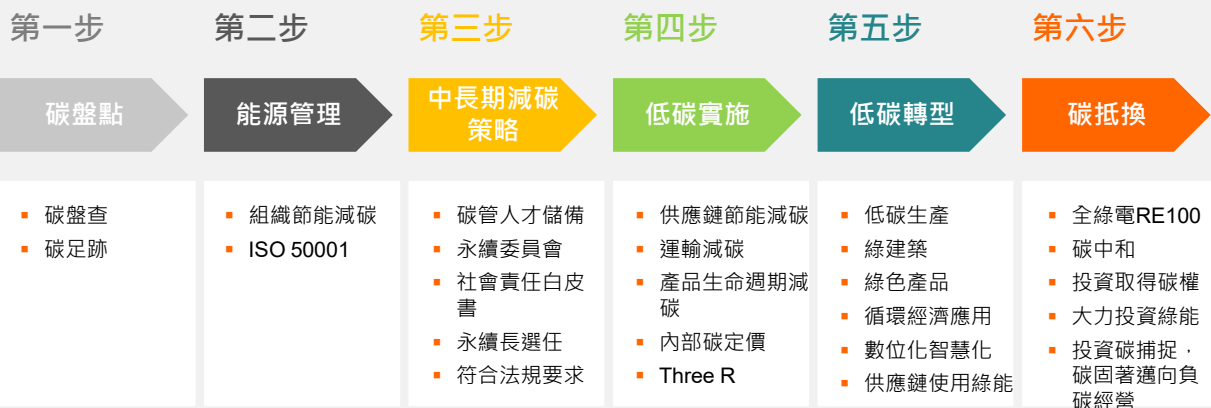 第一步
碳盤點
碳盤查
碳足跡
第二步
能源管理
組織節能減碳
ISO 50001
第三步
中長期減碳
策略
碳管人才儲備
永續委員會
社會責任白皮
書
永續長選任
符合法規要求
第四步
低碳實施
供應鏈節能減碳
運輸減碳
產品生命週期減
碳
內部碳定價
Three R
第五步
低碳轉型
低碳生產
綠建築
綠色產品
循環經濟應用
數位化智慧化
供應鏈使用綠能
第六步
碳抵換
全綠電RE100
碳中和
投資取得碳權
大力投資綠能
投資碳捕捉，
碳固著邁向負
碳經營